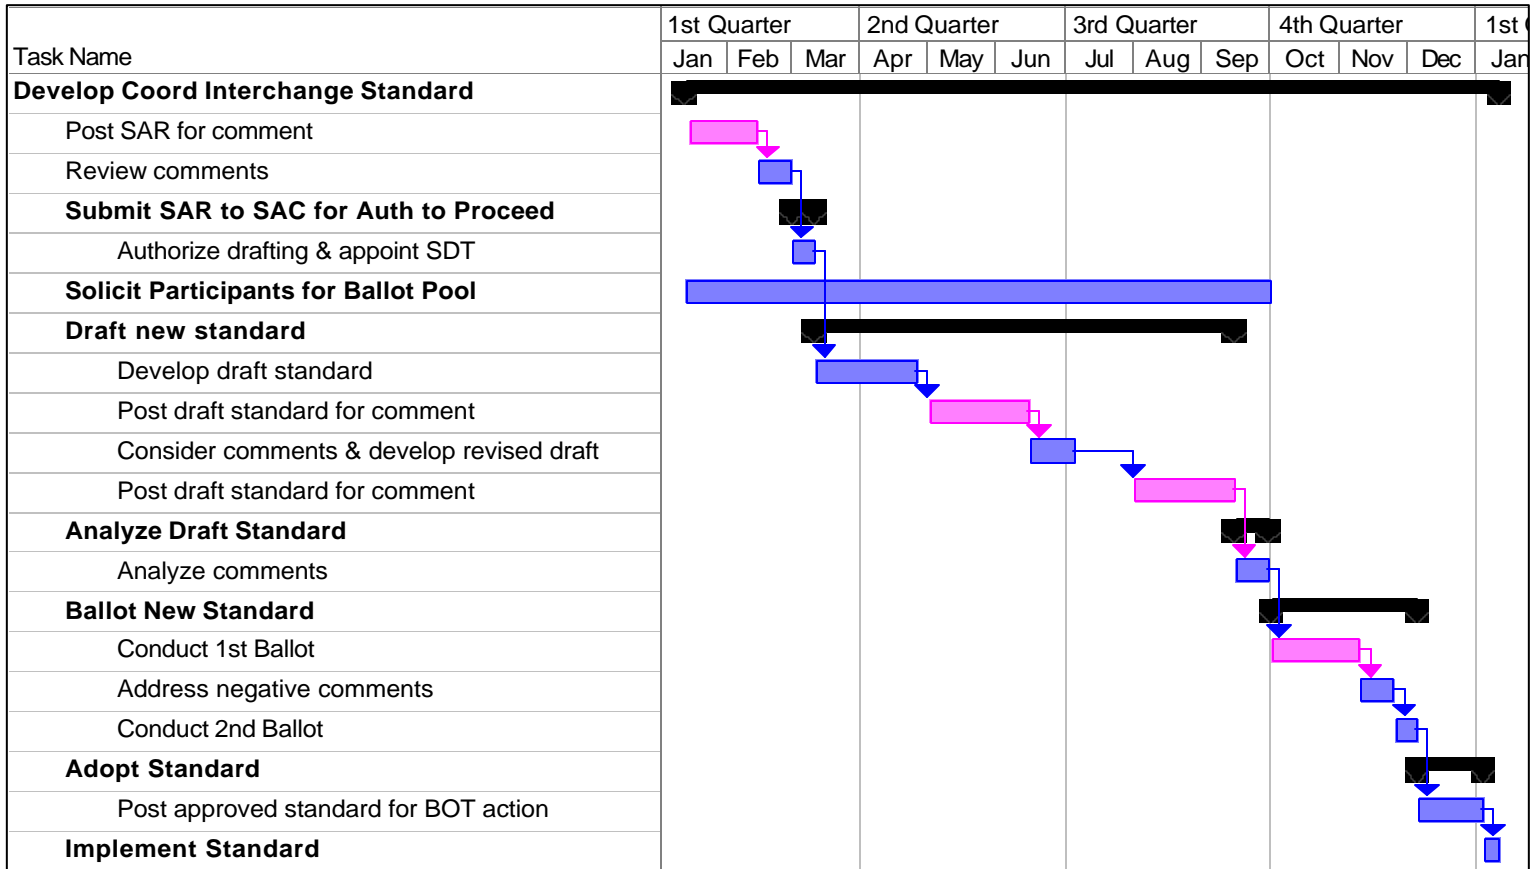 1st Quarter 2nd Quarter 3rd Quarter 4th Quarter 1st
Task Name Jan Feb Mar Apr May Jun Jul Aug Sep Oct Nov Dec Jan
Develop Coord Interchange Standard
Post SAR for comment
Review comments
Submit SAR to SAC for Auth to Proceed
Authorize drafting & appoint SDT
Solicit Participants for Ballot Pool
Draft new standard
Develop draft standard
Post draft standard for comment
Consider comments & develop revised draft
Post draft standard for comment
Analyze Draft Standard
Analyze comments
Ballot New Standard
Conduct 1st Ballot
Address negative comments
Conduct 2nd Ballot
Adopt Standard
Post approved standard for BOT action
Implement Standard